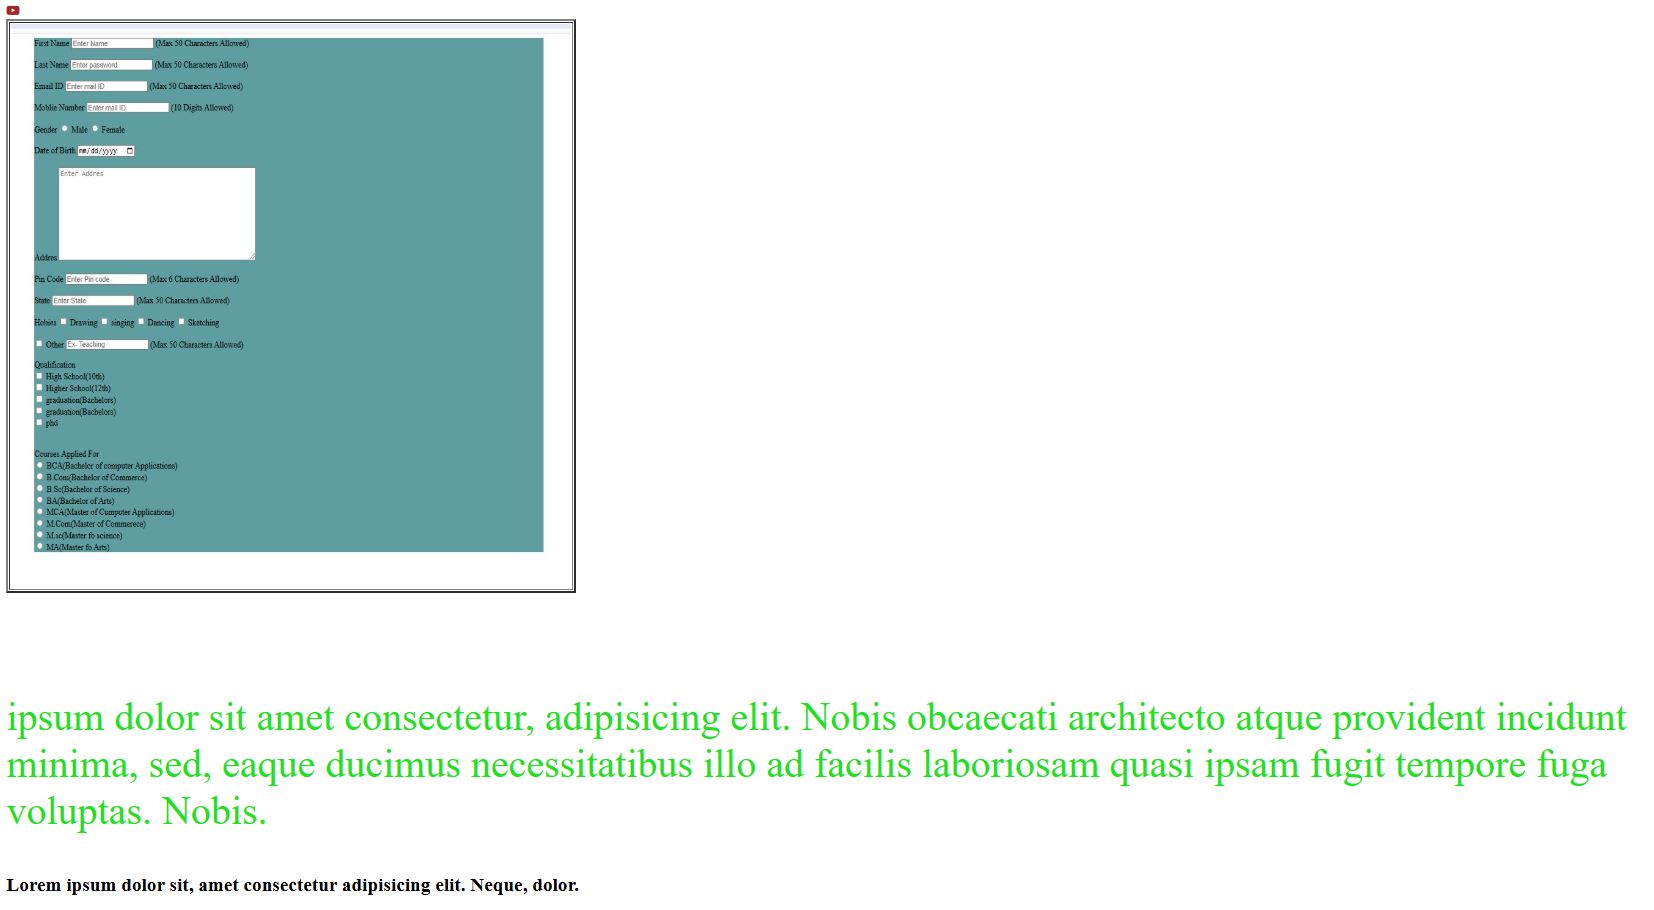 First Name Enter Name (Max 50 Characters Allowed)
Last Name Enter password (Max 50 Characters Allowed)
Email ID Enter mail ID (Max 50 Characters Allowed)
Moblie Number Enter mail ID (10 Digits Allowed)
Gender Male Female
Date of Birth mm/dd/yyyy
Enter Addres
Addres
Pin Code Enter Pin code (Max 6 Characters Allowed)
State Enter State (Max 50 Characters Allowed)
Hobies Drawing singing Dancing Sketching
Other Ex- Teaching (Max 50 Characters Allowed)
Qualification
High School(10th)
Higher School(12th)
graduation(Bachelors)
graduation(Bachelors)
phd
Courses Applied For
BCA(Bachelor of computer Applications)
B.Com(Bachelor of Commerce)
B.Sc(Bachelor of Science)
BA(Bachelor of Arts)
MCA(Master of Cumputer Applications)
M.Com(Master of Commerece)
M.sc(Master fo science)
MA(Master fo Arts)
ipsum dolor sit amet consectetur, adipisicing elit. Nobis obcaecati architecto atque provident incidunt
minima, sed, eaque ducimus necessitatibus illo ad facilis laboriosam quasi ipsam fugit tempore fuga
voluptas. Nobis.
Lorem ipsum dolor sit, amet consectetur adipisicing elit. Neque, dolor.